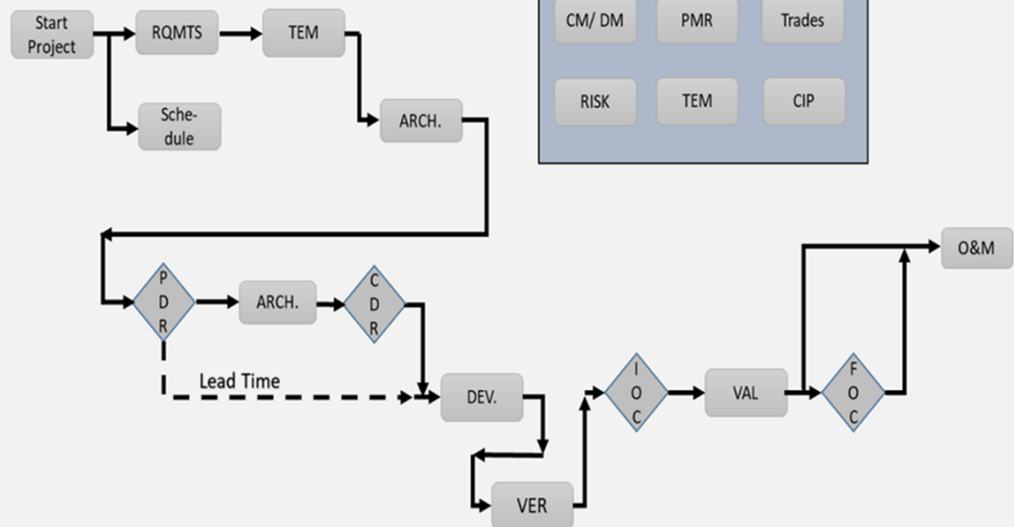 Start
Project
RQMTS
TEM
CM/ DM
PMR
Trades
Sche-
dule
ARCH.
RISK
TEM
CIP
O&M
P
D
R
ARCH.
C
D
R
Lead Time
DEV.
I
O
C
VAL
F
O
C
VER